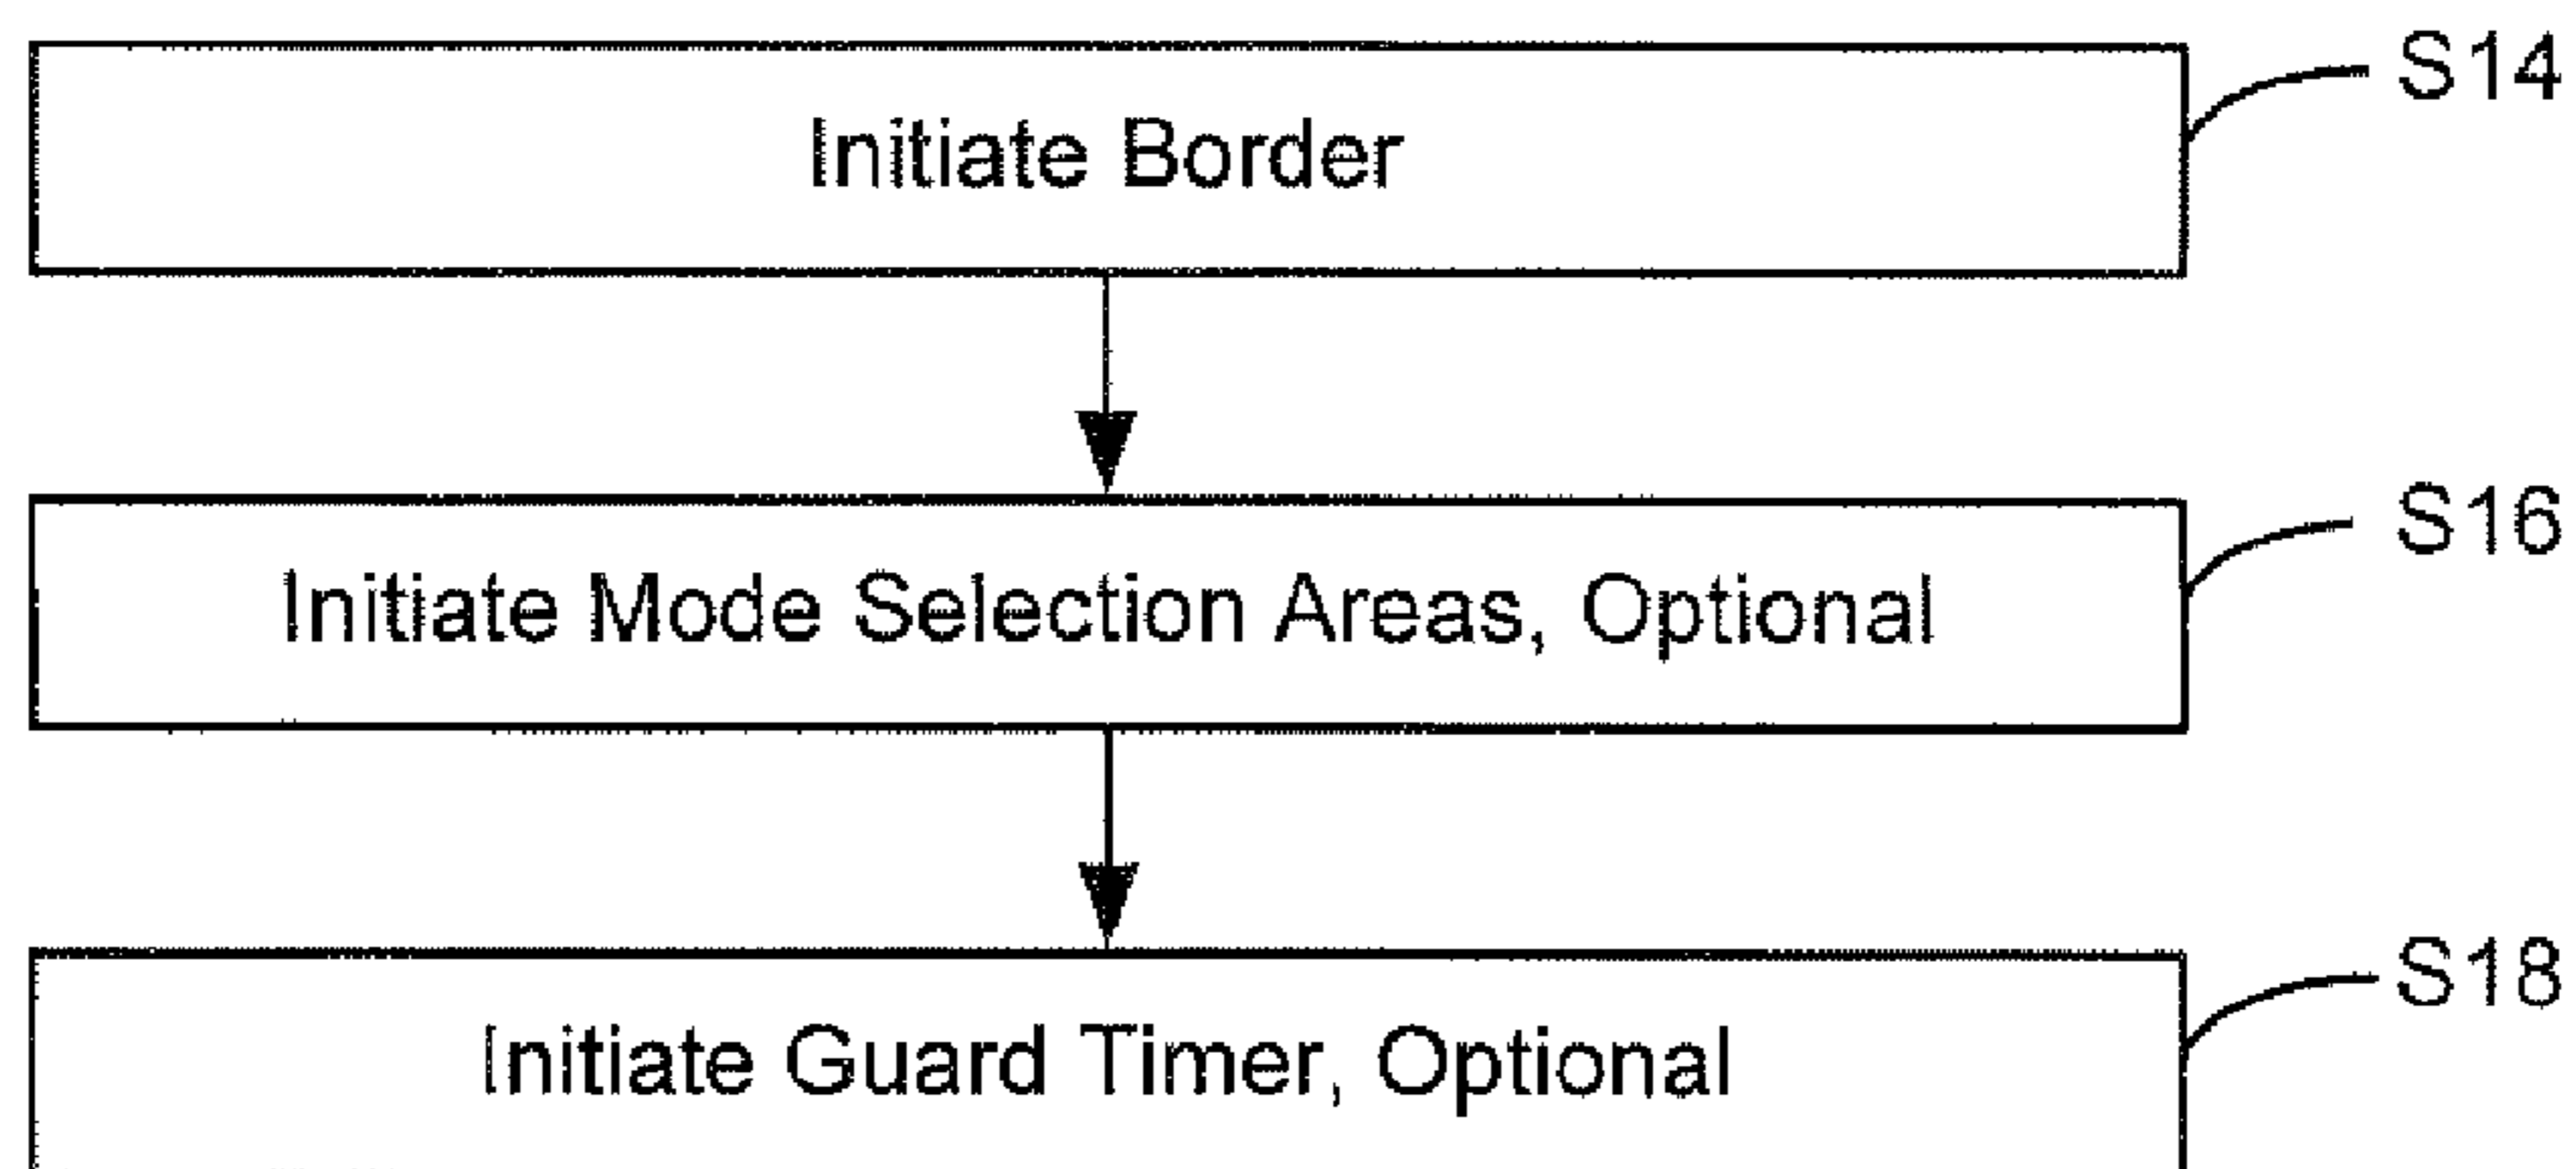 Initiate Border
S14
Initiate Mode Selection Areas, Optional
S16
Initiate Guard Timer, Optional
S18